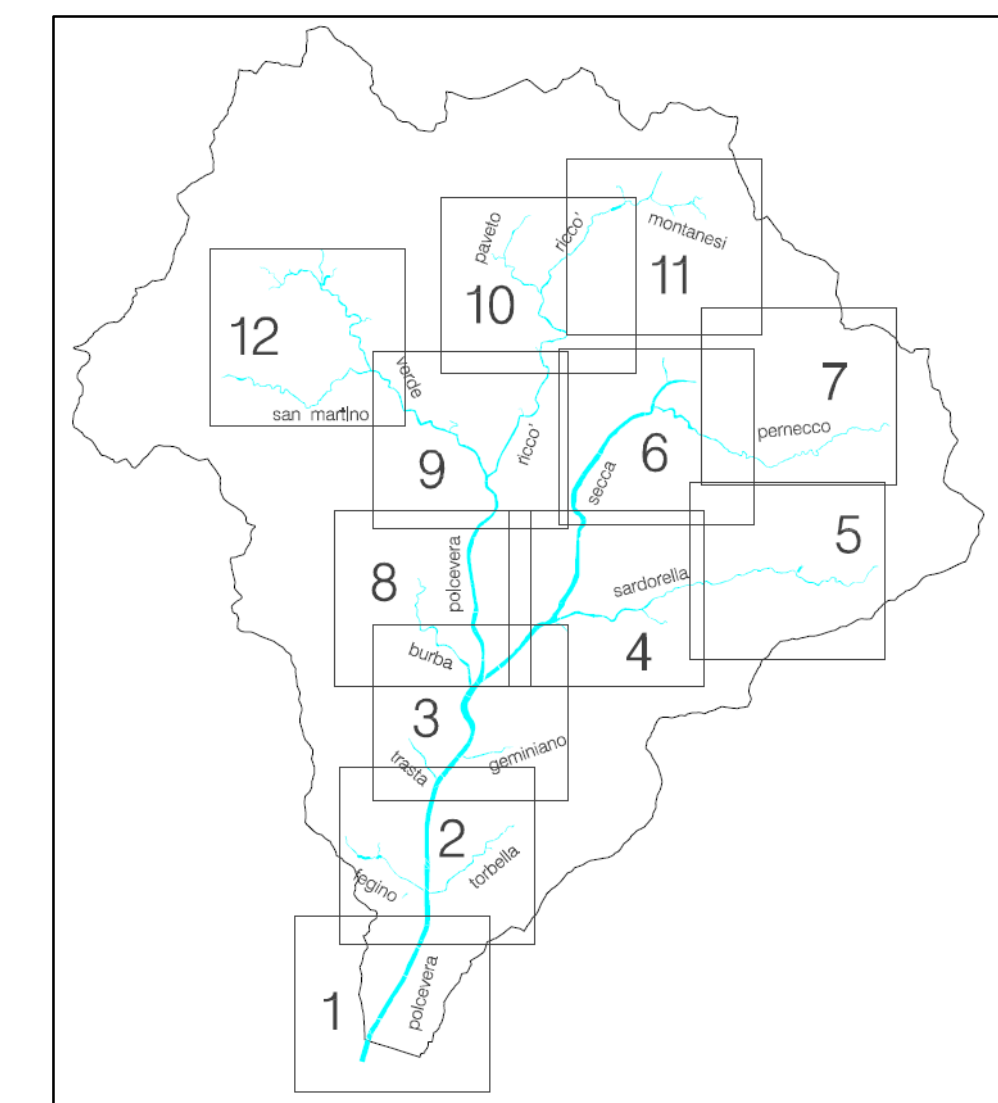 paveto
ricco'
montanesi
10
11
12
verde
san martino
7
pernecco
9
ricco'
6
secca
5
8
polcevera
sardorella
burba
4
3
trasta
geminiano
2
fegino
torbella
1
polcevera